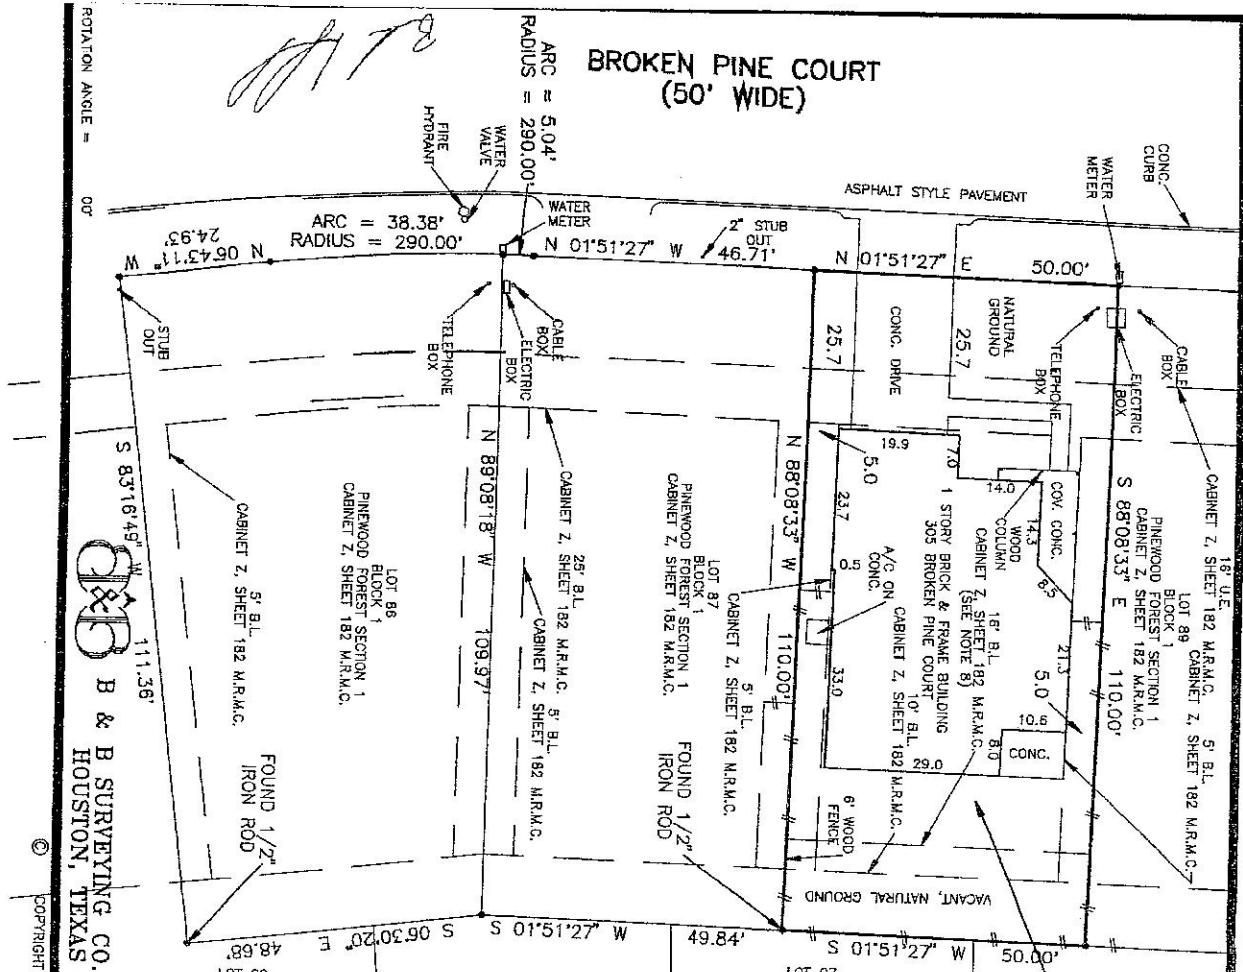 BROKEN PINE COURT
(50' WIDE)
ARC = 5.04'
RADIUS = 290.00'
ROTATION ANGLE =
00'
FIRE
HYDRANT
WATER
VALVE
WATER
METER
ARC = 38.38'
RADIUS = 290.00'
2" STUB
OUT
ASPHALT STYLE PAVEMENT
WATER
METER
CONC.
CURB
N 06°43'11" W
24.93'
N 01°51'27" W
46.71'
N 01°51'27" E
50.00'
STUB
OUT
TELEPHONE
BOX
ELECTRIC
BOX
CABLE
BOX
25.7
CONC. DRIVE
25.7
NATURAL
GROUND
TELEPHONE
BOX
ELECTRIC
BOX
CABLE
BOX
S 83°16'49" W
111.36'
5' B.L.
CABINET Z, SHEET 182 M.R.M.C.
LOT 86
BLOCK 1
PINEWOOD FOREST SECTION 1
CABINET Z, SHEET 182 M.R.M.C.
N 89°08'18" W
109.97'
25' B.L.
CABINET Z, SHEET 182 M.R.M.C.
5' B.L.
CABINET Z, SHEET 182 M.R.M.C.
LOT 87
BLOCK 1
PINEWOOD FOREST SECTION 1
CABINET Z, SHEET 182 M.R.M.C.
5' B.L.
CABINET Z, SHEET 182 M.R.M.C.
N 88°08'33" W
110.00'
19.9
7.0
5.0
14.0
23.7
0.5
33.0
29.0
8.0
10.6
21.3
8.5
14.3
5.0
COV. CONC.
WOOD
COLUMN
A/C ON
CONC.
CONC.
1 STORY BRICK & FRAME BUILDING
305 BROKEN PINE COURT
(SEE NOTE 8)
16' B.L.
CABINET Z, SHEET 182 M.R.M.C.
10' B.L.
CABINET Z, SHEET 182 M.R.M.C.
S 88°08'33" E
110.00'
LOT 89
BLOCK 1
PINEWOOD FOREST SECTION 1
CABINET Z, SHEET 182 M.R.M.C.
16' U.E.
CABINET Z, SHEET 182 M.R.M.C.
5' B.L.
CABINET Z, SHEET 182 M.R.M.C.
6' WOOD
FENCE
VACANT, NATURAL GROUND
FOUND 1/2"
IRON ROD
FOUND 1/2"
IRON ROD
B&B
B & B SURVEYING CO.
HOUSTON, TEXAS
© COPYRIGHT
S 06°30'20" E
48.68'
S 01°51'27" W
49.84'
S 01°51'27" W
50.00'